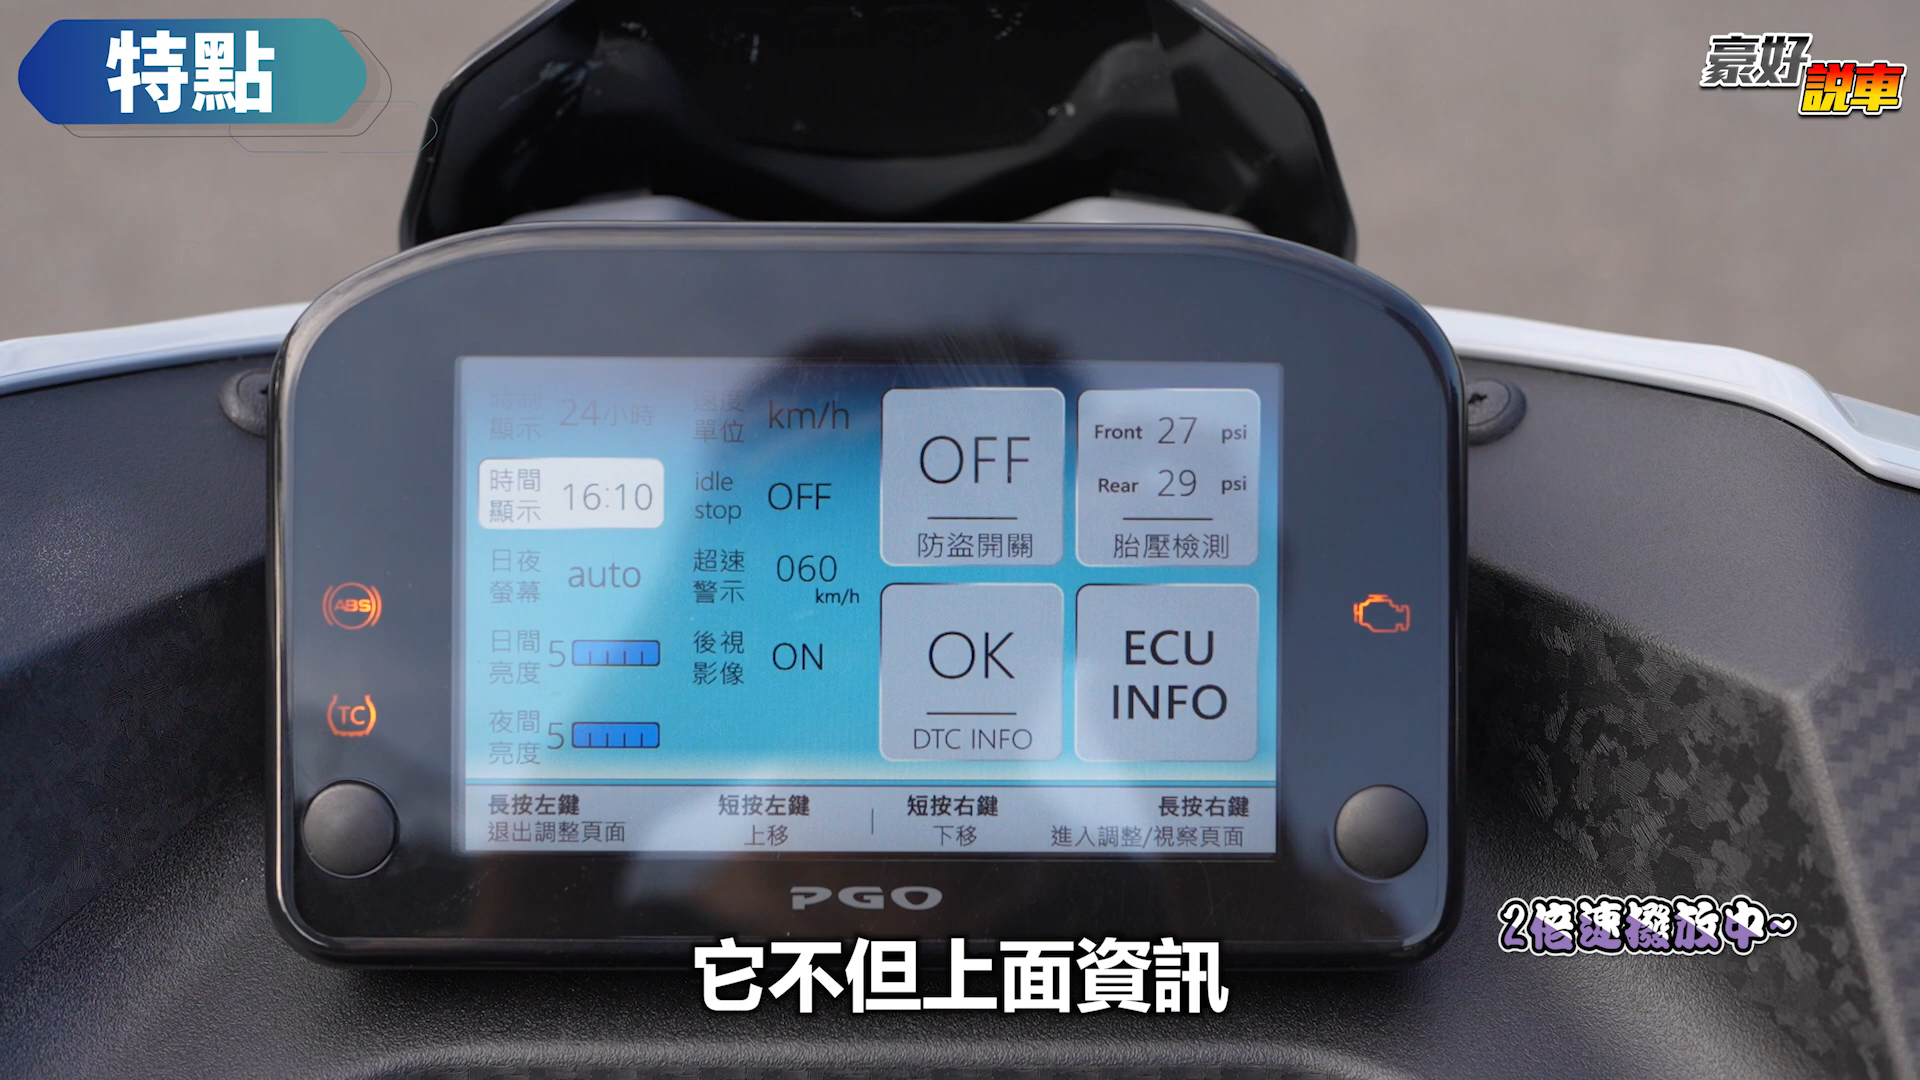 特點
豪好
説車
時制
顯示
24小時
速度
單位
km/h
OFF
防盜開關
Front 27 psi
Rear 29 psi
胎壓檢測
時間
顯示
16:10
idle
stop
OFF
日夜
螢幕
auto
超速
警示
060
km/h
日間
亮度
5
後視
影像
ON
夜間
亮度
5
OK
DTC INFO
ECU
INFO
長按左鍵
退出調整頁面
短按左鍵
上移
短按右鍵
下移
長按右鍵
進入調整/視察頁面
ABS
TC
PGO
2倍速撥放中~
它不但上面資訊